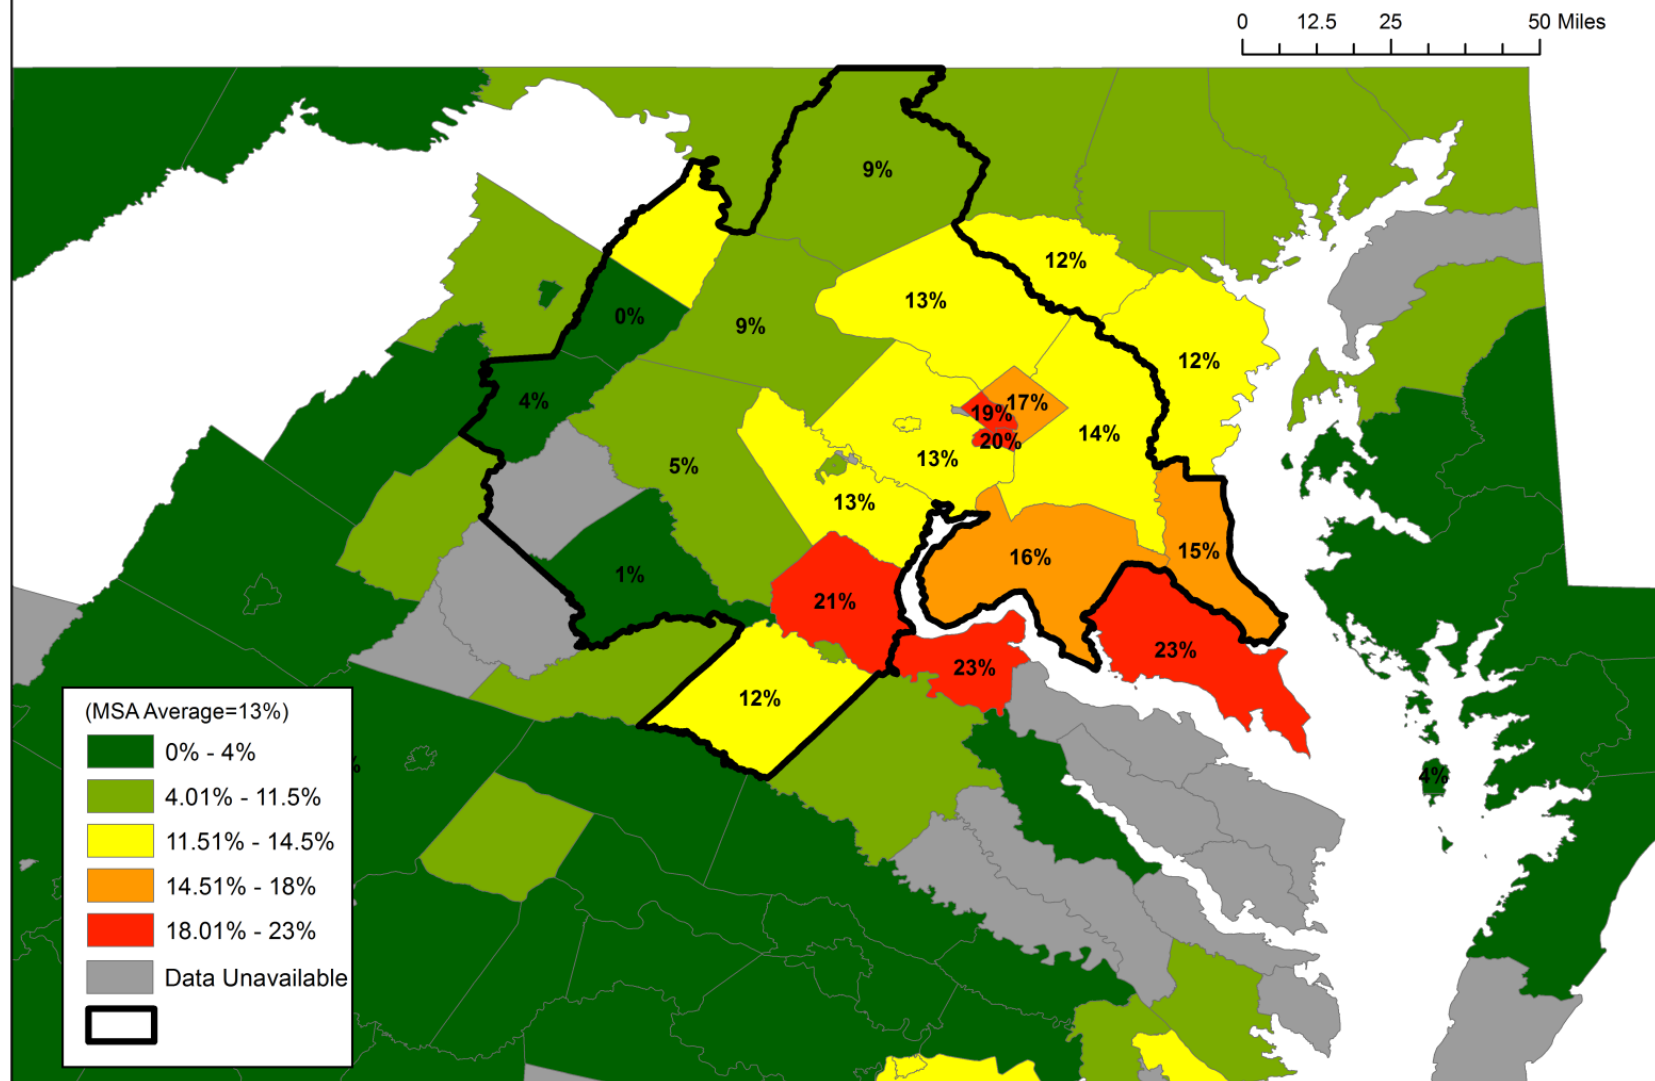 0 12.5 25 50 Miles
9%
12%
13%
0%
9%
12%
4%
19%
17%
20%
14%
5%
13%
13%
15%
16%
1%
21%
23%
23%
12%
4%
(MSA Average=13%)
0% - 4%
4.01% - 11.5%
11.51% - 14.5%
14.51% - 18%
18.01% - 23%
Data Unavailable